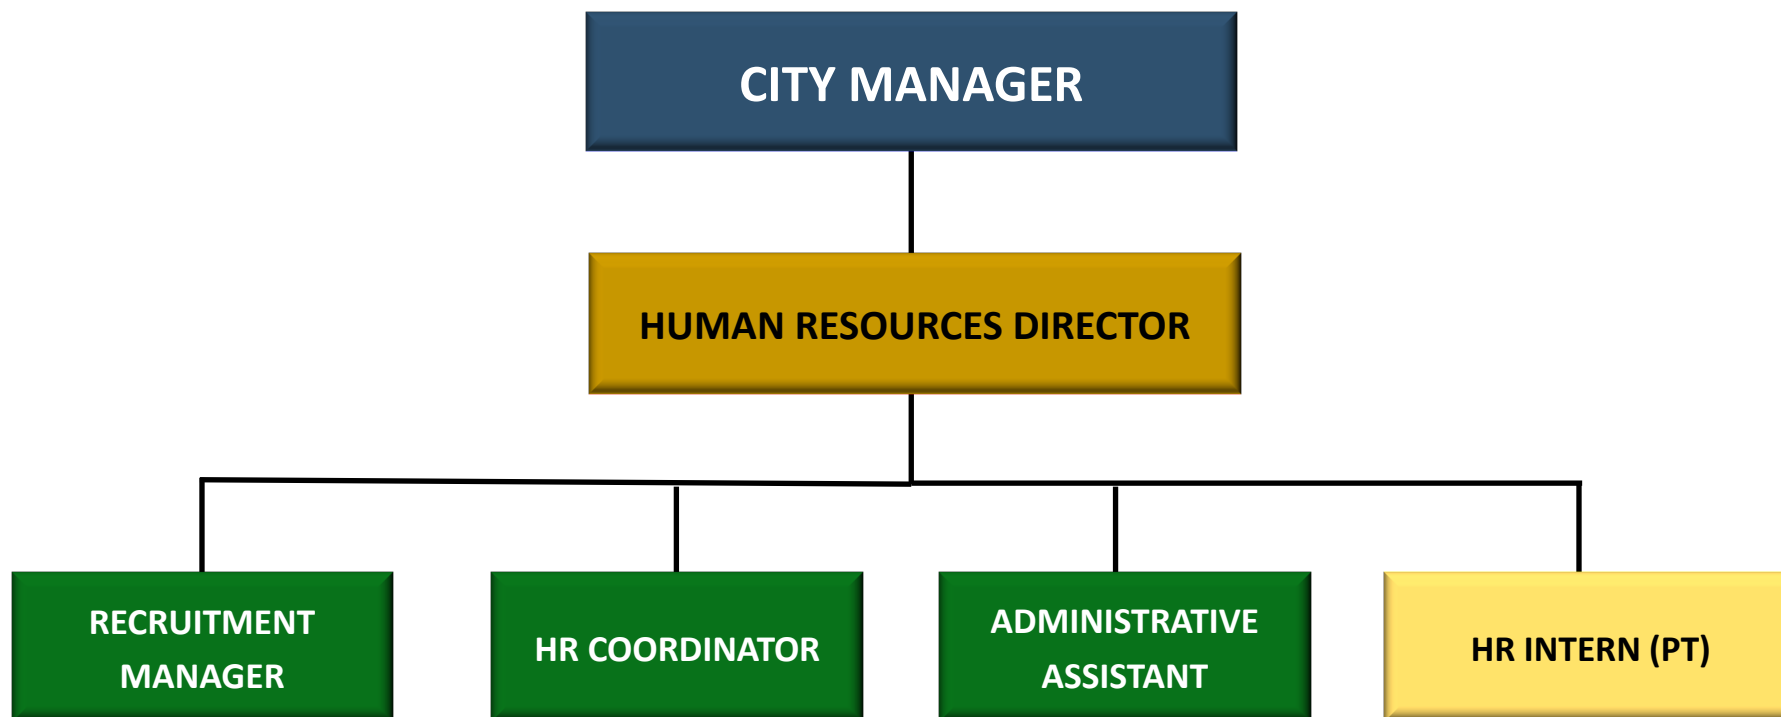 CITY MANAGER
HUMAN RESOURCES DIRECTOR
RECRUITMENT
MANAGER
HR COORDINATOR
ADMINISTRATIVE
ASSISTANT
HR INTERN (PT)